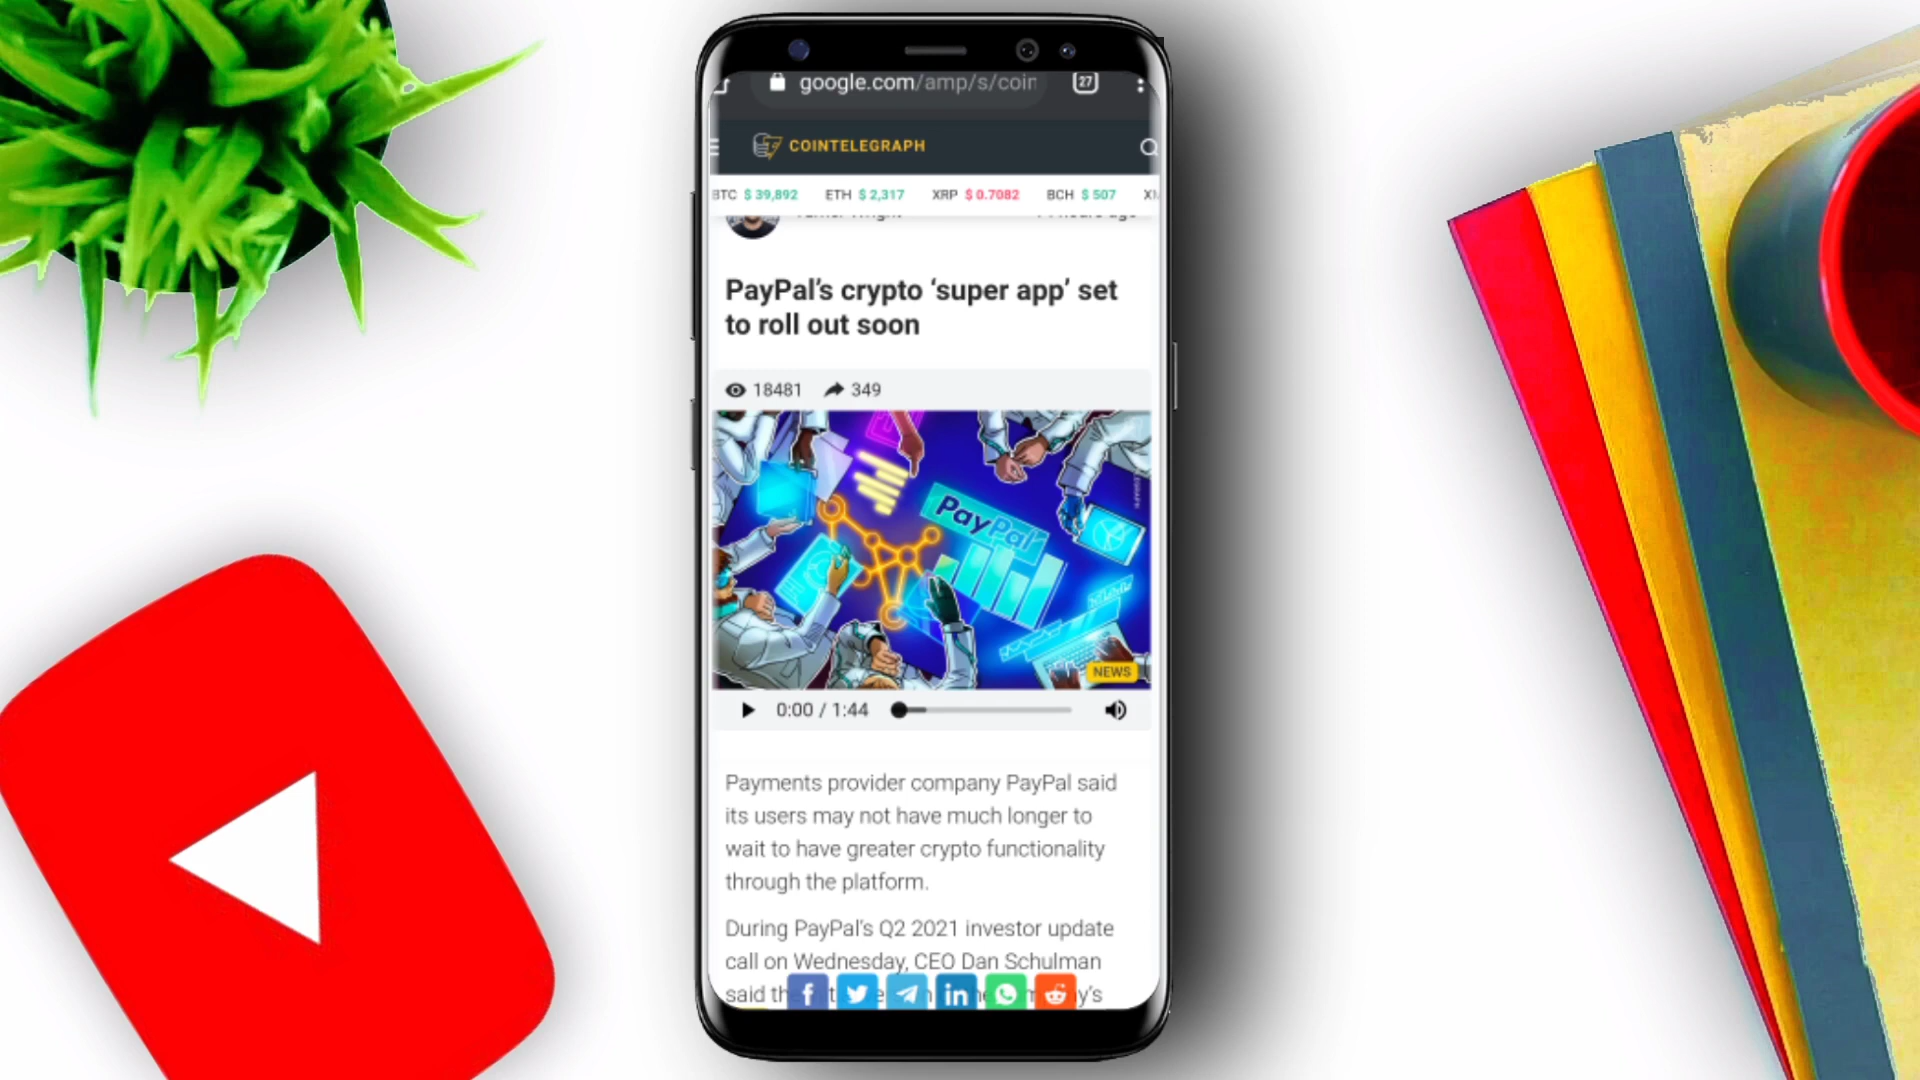 google.com/amp/s/coin
27
COINTELEGRAPH
BTC $ 39,892 ETH $ 2,317 XRP $ 0.7082 BCH $ 507
hours ago
PayPal's crypto ‘super app’ set
to roll out soon
18481 349
PayPal
NEWS
0:00 / 1:44
Payments provider company PayPal said
its users may not have much longer to
wait to have greater crypto functionality
through the platform.
During PayPal's Q2 2021 investor update
call on Wednesday, CEO Dan Schulman
said